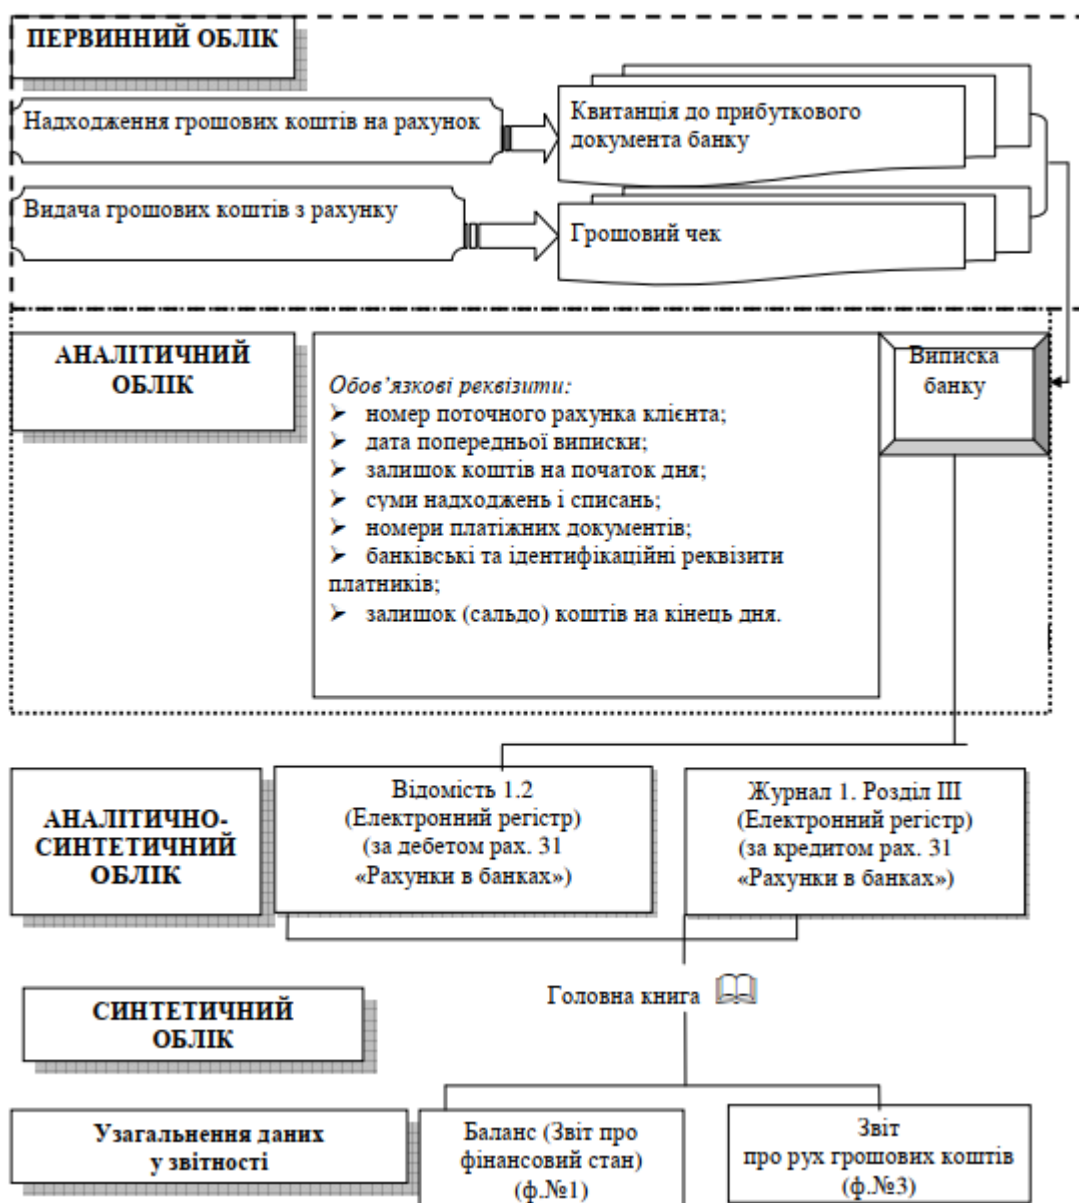 ПЕРВИННИЙ ОБЛІК
Надходження грошових коштів на рахунок
Квитанція до прибуткового
документа банку
Видача грошових коштів з рахунку
Грошовий чек
АНАЛІТИЧНИЙ
ОБЛІК
Обов’язкові реквізити:
➢ номер поточного рахунка клієнта;
➢ дата попередньої виписки;
➢ залишок коштів на початок дня;
➢ суми надходжень і списань;
➢ номери платіжних документів;
➢ банківські та ідентифікаційні реквізити
платників;
➢ залишок (сальдо) коштів на кінець дня.
Виписка
банку
АНАЛІТИЧНО-
СИНТЕТИЧНИЙ
ОБЛІК
Відомість 1.2
(Електронний регістр)
(за дебетом рах. 31
«Рахунки в банках»)
Журнал 1. Розділ ІІІ
(Електронний регістр)
(за кредитом рах. 31
«Рахунки в банках»)
Головна книга
СИНТЕТИЧНИЙ
ОБЛІК
Узагальнення даних
у звітності
Баланс (Звіт про
фінансовий стан)
(ф.№1)
Звіт
про рух грошових коштів
(ф.№3)